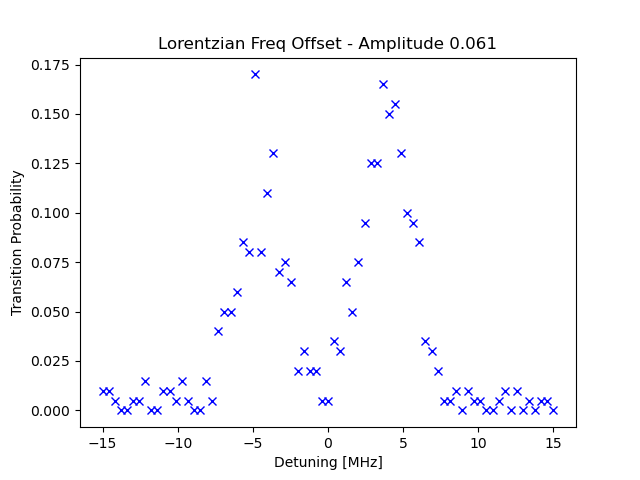 Lorentzian Freq Offset - Amplitude 0.061
Transition Probability
0.175
0.150
0.125
0.100
0.075
0.050
0.025
0.000
−15 −10 −5 0 5 10 15
Detuning [MHz]